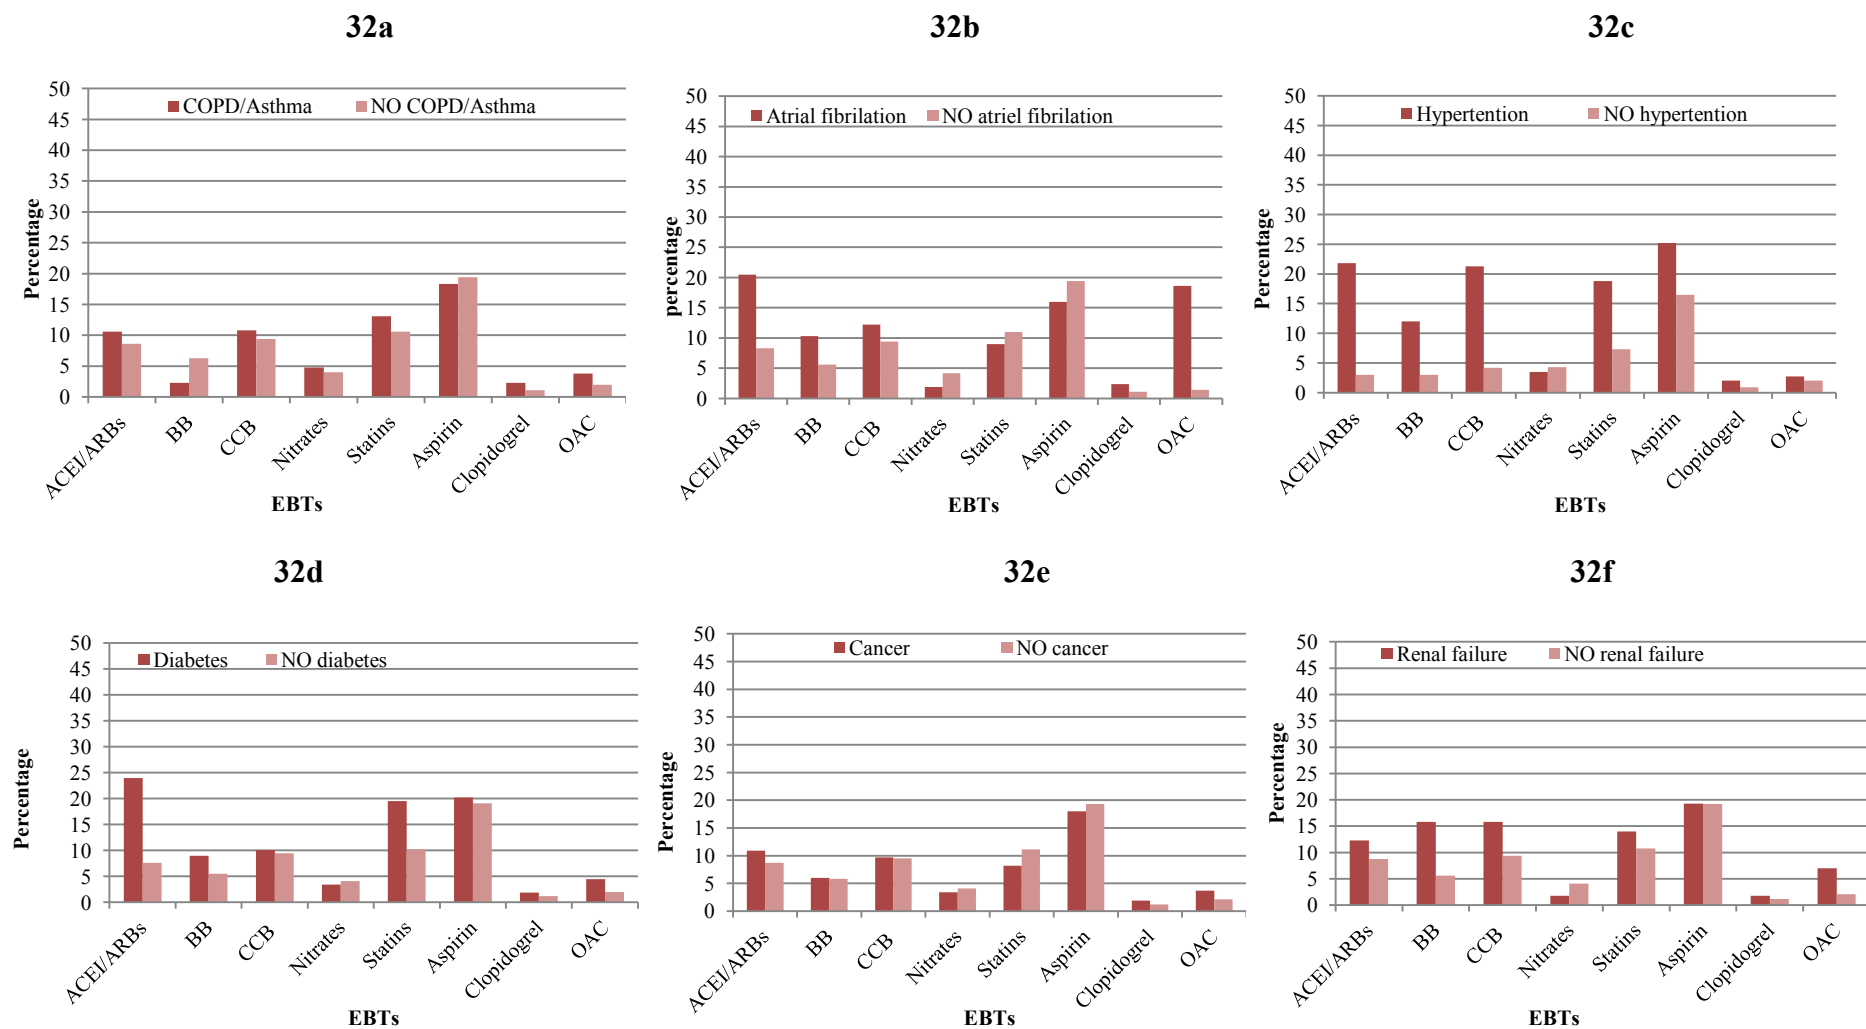 32a
COPD/Asthma
NO COPD/Asthma
50
45
40
35
30
25
20
15
10
5
0
Percentage
ACEI/ARBs
BB
CCB
Nitrates
Statins
Aspirin
Clopidogrel
OAC
EBTs
32b
Atrial fibrilation
NO atriel fibrilation
50
45
40
35
30
25
20
15
10
5
0
percentage
ACEI/ARBs
BB
CCB
Nitrates
Statins
Aspirin
Clopidogrel
OAC
EBTs
32c
Hypertention
NO hypertention
50
45
40
35
30
25
20
15
10
5
0
Percentage
ACEI/ARBs
BB
CCB
Nitrates
Statins
Aspirin
Clopidogrel
OAC
EBTs
32d
Diabetes
NO diabetes
50
45
40
35
30
25
20
15
10
5
0
Percentage
ACEI/ARBs
BB
CCB
Nitrates
Statins
Aspirin
Clopidogrel
OAC
EBTs
32e
Cancer
NO cancer
50
45
40
35
30
25
20
15
10
5
0
Percentage
ACEI/ARBs
BB
CCB
Nitrates
Statins
Aspirin
Clopidogrel
OAC
EBTs
32f
Renal failure
NO renal failure
50
45
40
35
30
25
20
15
10
5
0
Percentage
ACEI/ARBs
BB
CCB
Nitrates
Statins
Aspirin
Clopidogrel
OAC
EBTs